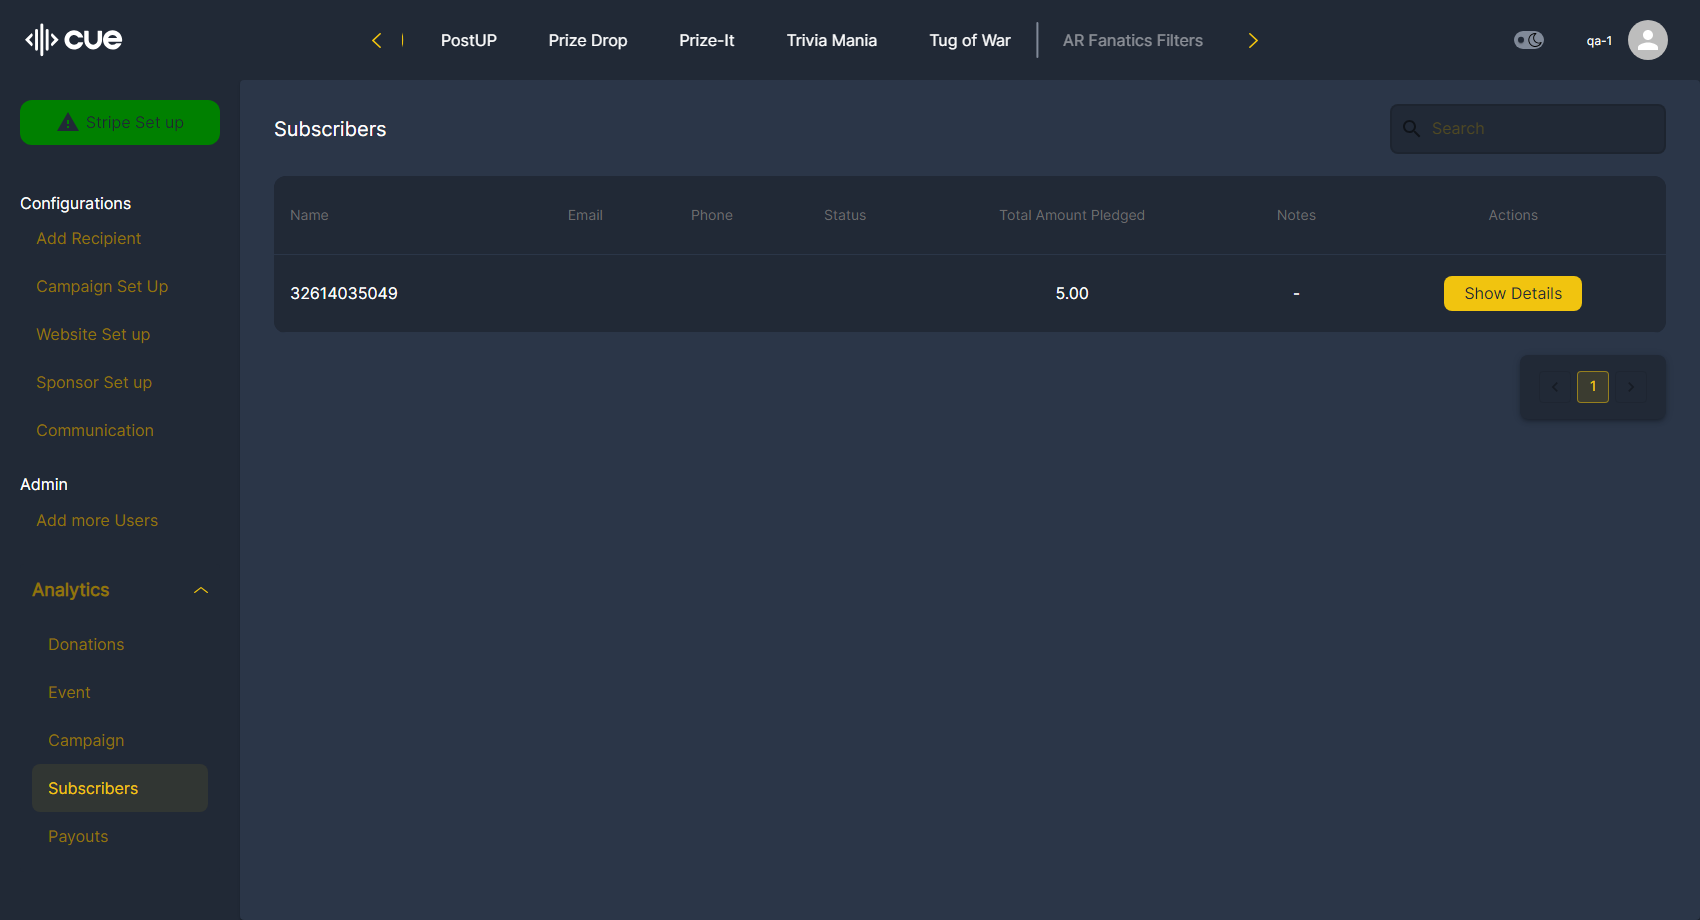 cue
PostUP Prize Drop Prize-It Trivia Mania Tug of War AR Fanatics Filters
qa-1
Stripe Set up
Configurations
Add Recipient
Campaign Set Up
Website Set up
Sponsor Set up
Communication
Admin
Add more Users
Analytics
Donations
Event
Campaign
Subscribers
Payouts
Subscribers
Search
Name Email Phone Status Total Amount Pledged Notes Actions
32614035049 5.00 - Show Details
1